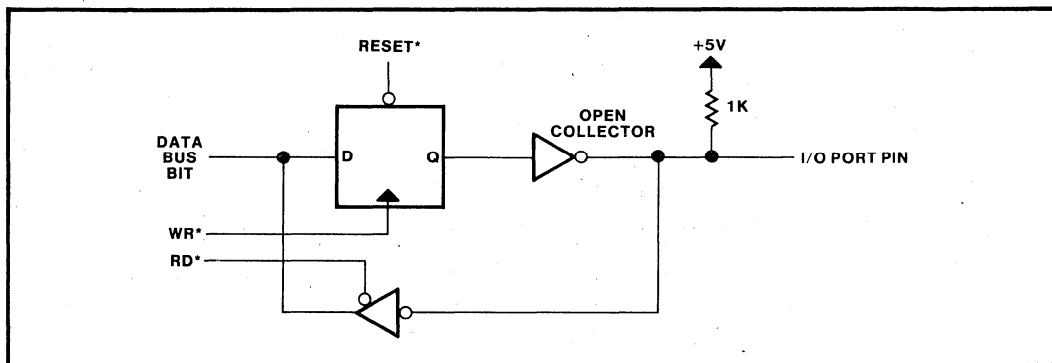 RESET*
+5V
1K
OPEN
COLLECTOR
DATA
BUS
BIT
D
Q
I/O PORT PIN
WR*
RD*